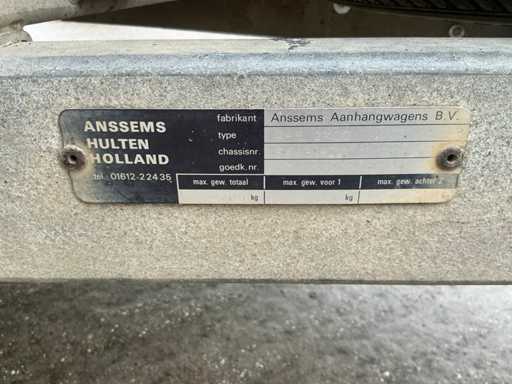 ANSSEMS
HULTEN
HOLLAND
tel.: 01612-22435
fabrikant Anssems Aanhangwagens B.V.
type
chassisnr.
goedk.nr.
max. gew. totaal max. gew. voor 1 max. gew. achter 2
kg kg kg